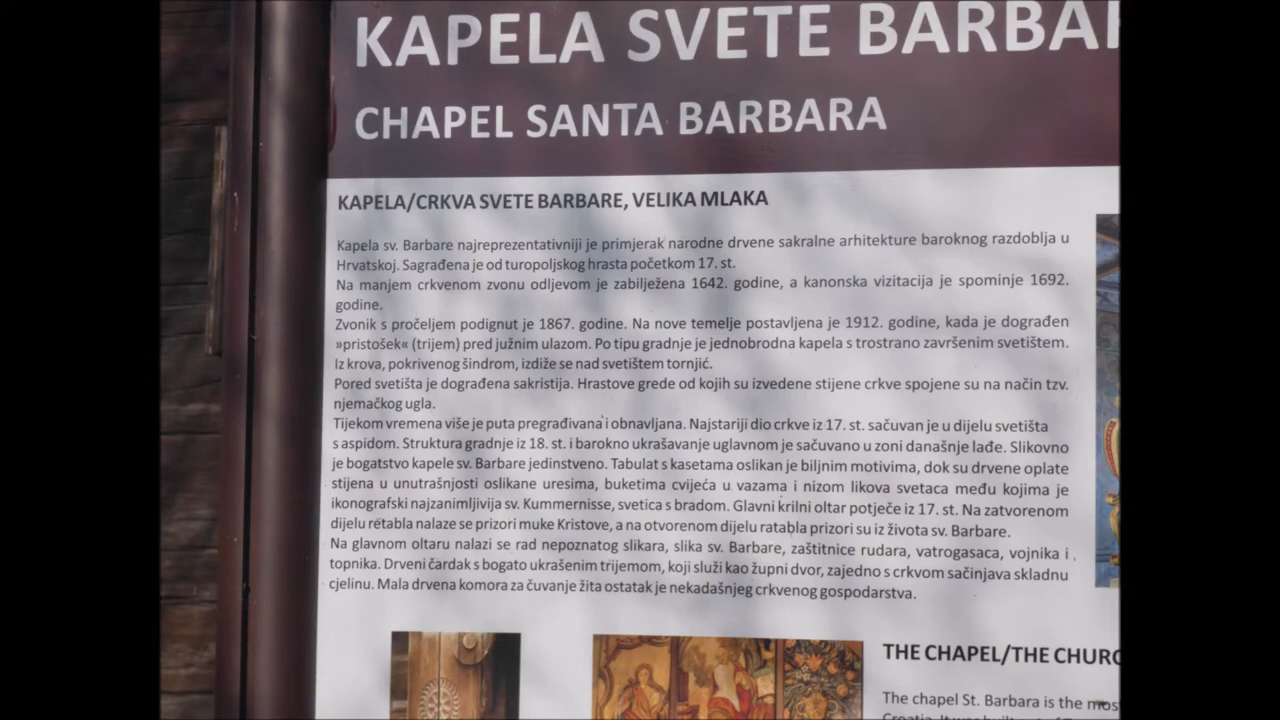 KAPELA SVETE BARBA
CHAPEL SANTA BARBARA
KAPELA/CRKVA SVETE BARBARE, VELIKA MLAKA
Kapela sv. Barbare najreprezentativniji je primjerak narodne drvene sakralne arhitekture baroknog razdoblja u
Hrvatskoj. Sagrađena je od turopoljskog hrasta početkom 17. st.
Na manjem crkvenom zvonu odljevom je zabilježena 1642. godine, a kanonska vizitacija je spominje 1692.
godine.
Zvonik s pročeljem podignut je 1867. godine. Na nove temelje postavljena je 1912. godine, kada je dograđen
»pristošek« (trijem) pred južnim ulazom. Po tipu gradnje je jednobrodna kapela s trostrano završenim svetištem.
Iz krova, pokrivenog šindrom, izdiže se nad svetištem tornjić.
Pored svetišta je dograđena sakristija. Hrastove grede od kojih su izvedene stijene crkve spojene su na način tzv.
njemačkog ugla.
Tijekom vremena više je puta pregrađivana i obnavljana. Najstariji dio crkve iz 17. st. sačuvan je u dijelu svetišta
s aspidom. Struktura gradnje iz 18. st. i barokno ukrašavanje uglavnom je sačuvano u zoni današnje lađe. Slikovno
je bogatstvo kapele sv. Barbare jedinstveno. Tabulat s kasetama oslikan je biljnim motivima, dok su drvene oplate
stijena u unutrašnjosti oslikane uresima, buketima cvijeća u vazama i nizom likova svetaca među kojima je
ikonografski najzanimljivija sv. Kummernisse, svetica s bradom. Glavni krilni oltar potječe iz 17. st. Na zatvorenom
dijelu retabla nalaze se prizori muke Kristove, a na otvorenom dijelu ratabla prizori su iz života sv. Barbare.
Na glavnom oltaru nalazi se rad nepoznatog slikara, slika sv. Barbare, zaštitnice rudara, vatrogasaca, vojnika i
topnika. Drveni čardak s bogato ukrašenim trijemom, koji služi kao župni dvor, zajedno s crkvom sačinjava skladnu
cjelinu. Mala drvena komora za čuvanje žita ostatak je nekadašnjeg crkvenog gospodarstva.
THE CHAPEL/THE CHURC
The chapel St. Barbara is the most